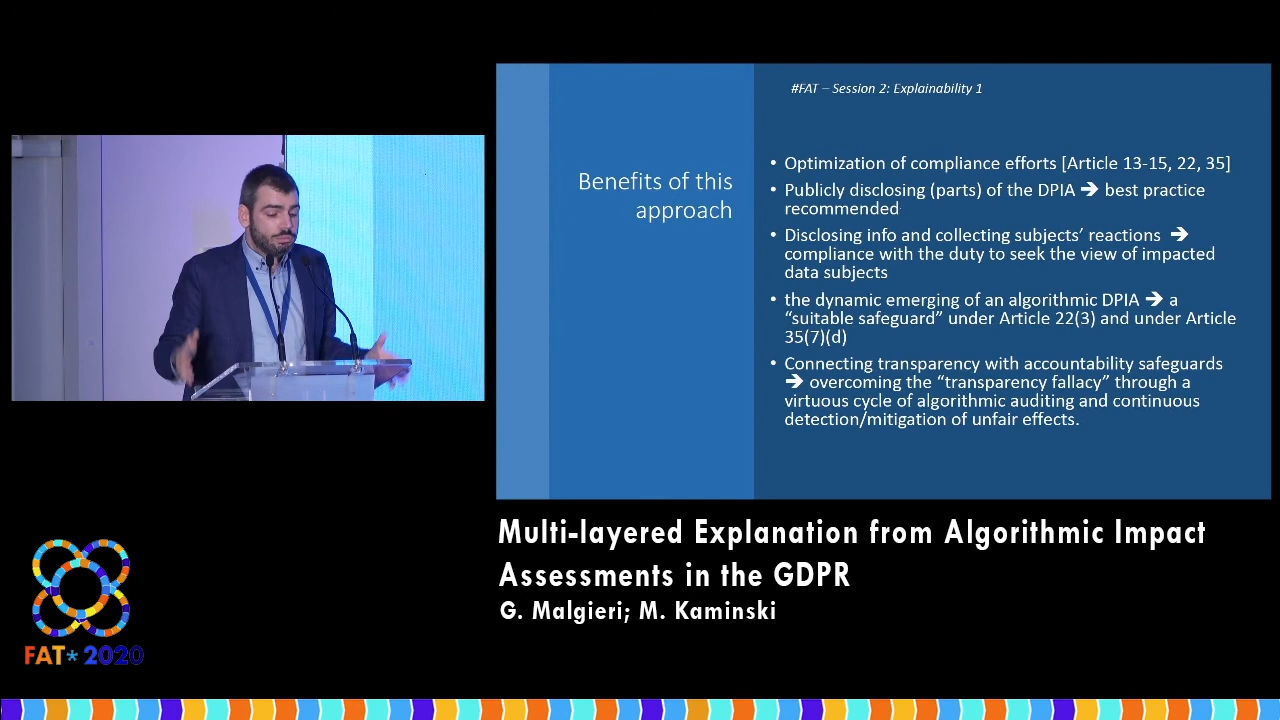 #FAT – Session 2: Explainability 1
Benefits of this
approach
• Optimization of compliance efforts [Article 13-15, 22, 35]
• Publicly disclosing (parts) of the DPIA ➔ best practice
recommended
• Disclosing info and collecting subjects’ reactions ➔
compliance with the duty to seek the view of impacted
data subjects
• the dynamic emerging of an algorithmic DPIA ➔ a
“suitable safeguard” under Article 22(3) and under Article
35(7)(d)
• Connecting transparency with accountability safeguards
➔ overcoming the “transparency fallacy” through a
virtuous cycle of algorithmic auditing and continuous
detection/mitigation of unfair effects.
Multi-layered Explanation from Algorithmic Impact
Assessments in the GDPR
G. Malgieri; M. Kaminski
FAT* 2020